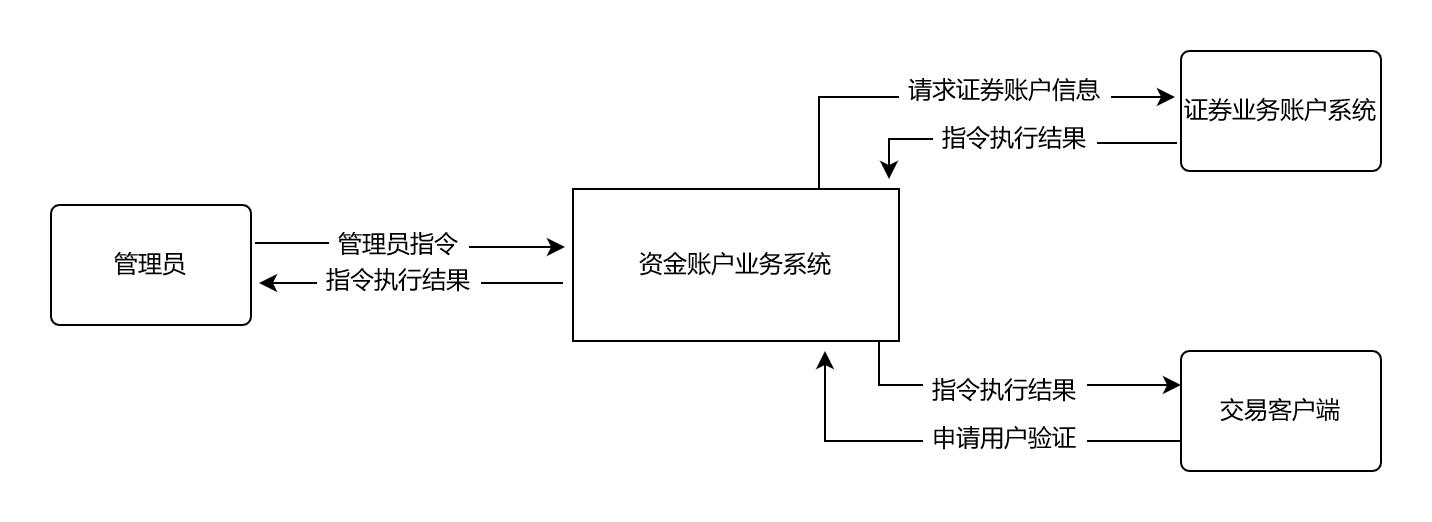 请求证券账户信息
证券业务账户系统
指令执行结果
管理员
管理员指令
指令执行结果
资金账户业务系统
指令执行结果
交易客户端
申请用户验证